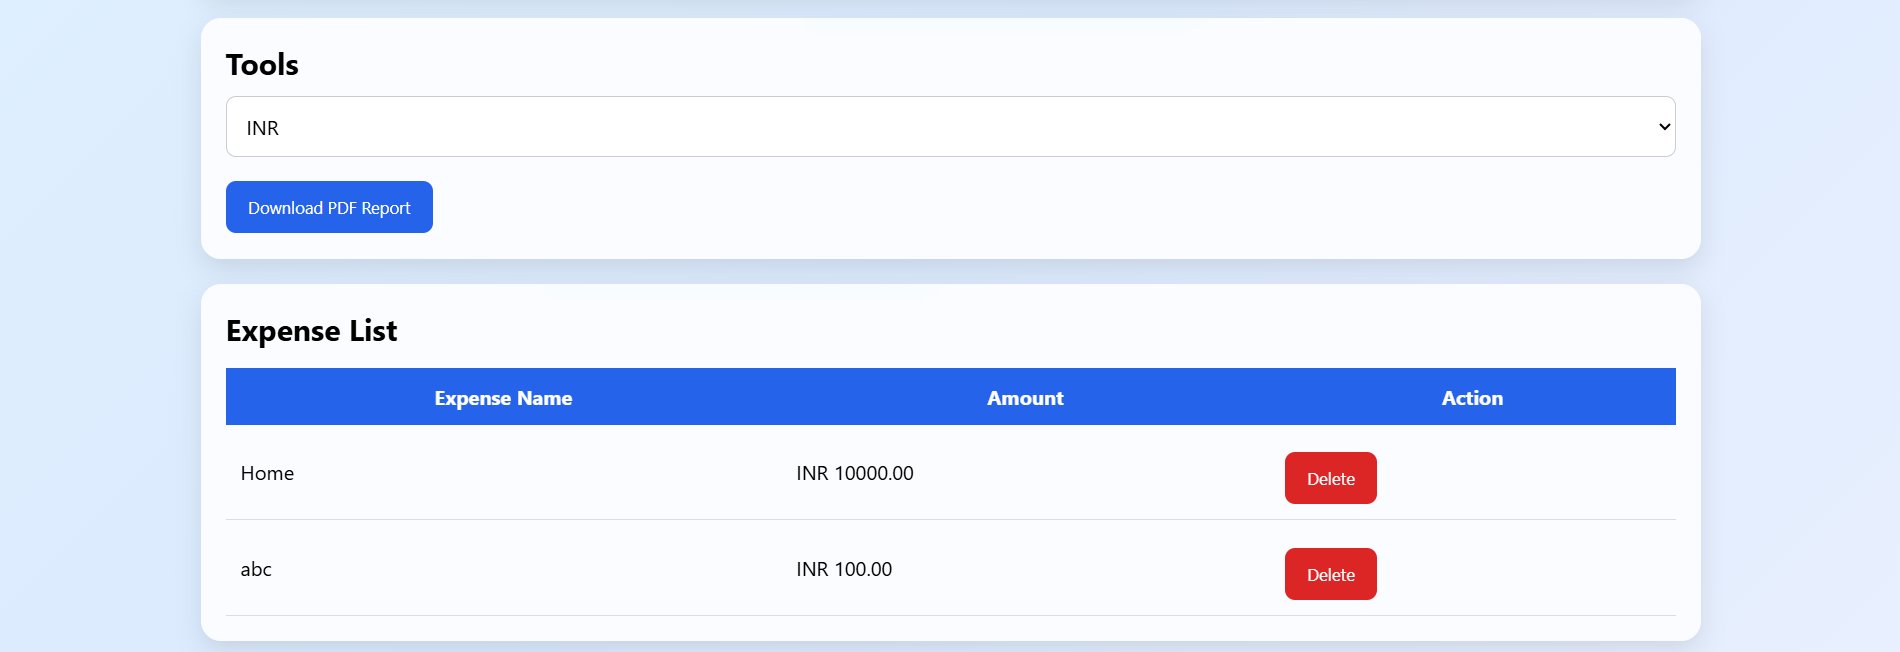 Tools
INR
Download PDF Report
Expense List
Expense Name Amount Action
Home INR 10000.00 Delete
abc INR 100.00 Delete